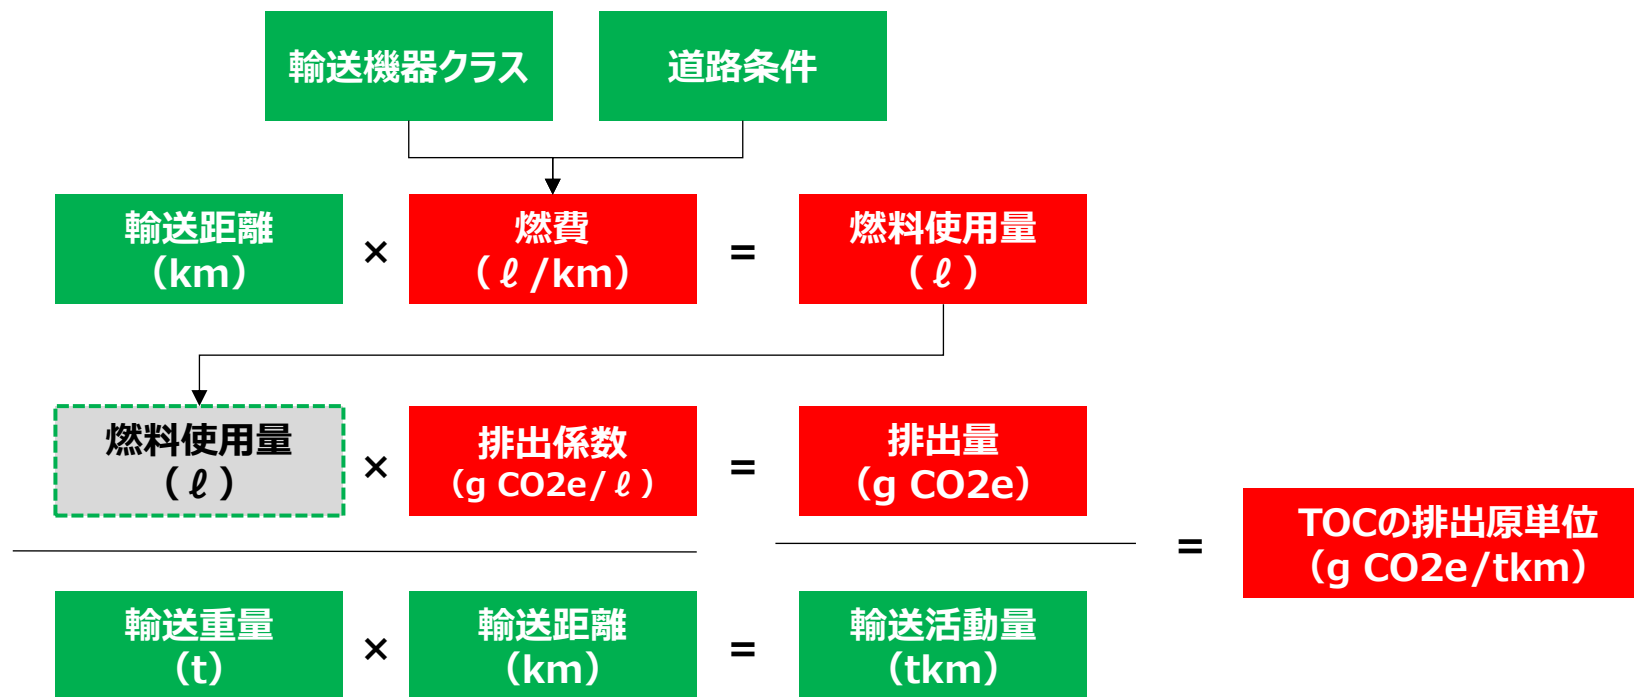 輸送機器クラス
道路条件
輸送距離
(km)
×
燃費
(ℓ/km)
=
燃料使用量
(ℓ)
燃料使用量
(ℓ)
×
排出係数
(g CO2e/ℓ)
=
排出量
(g CO2e)
=
TOCの排出原単位
(g CO2e/tkm)
輸送重量
(t)
×
輸送距離
(km)
=
輸送活動量
(tkm)